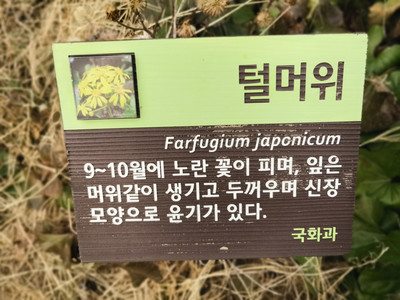 털머위
Farfugium japonicum
9~10월에 노란 꽃이 피며, 잎은
머위같이 생기고 두꺼우며 신장
모양으로 윤기가 있다.
국화과